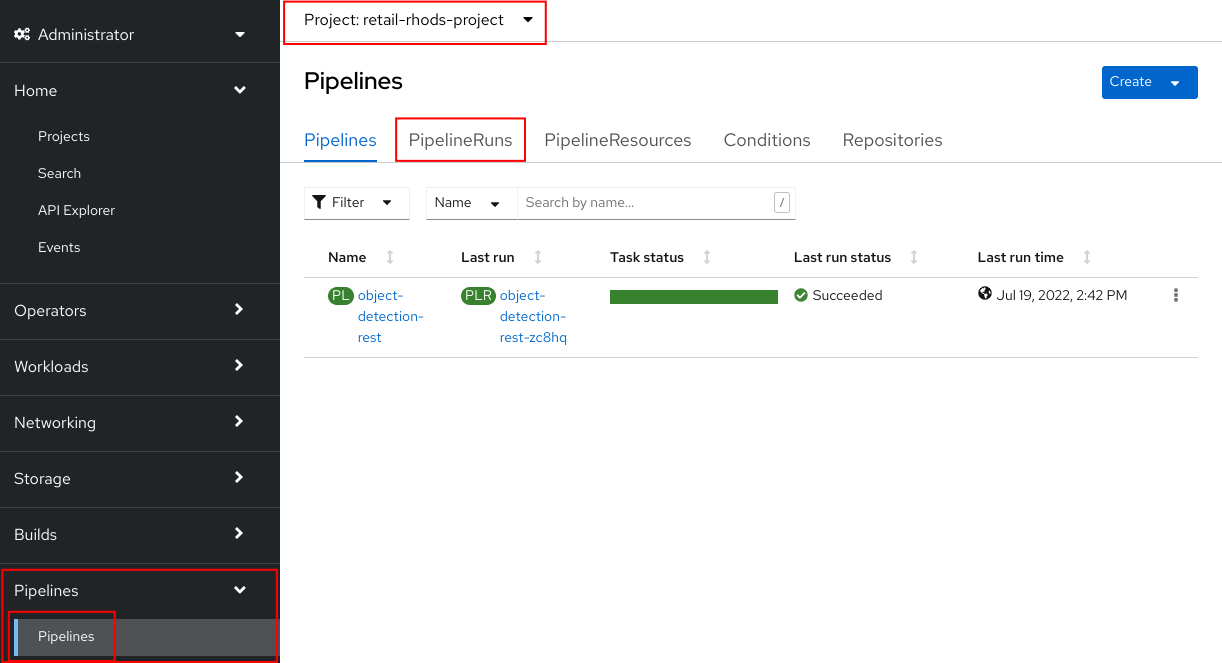 Administrator
Home
Projects
Search
API Explorer
Events
Operators
Workloads
Networking
Storage
Builds
Pipelines
Pipelines
Project: retail-rhods-project
Pipelines
Create
Pipelines PipelineRuns PipelineResources Conditions Repositories
Filter Name Search by name... /
Name Last run Task status Last run status Last run time
PL object- PLR object- Succeeded Jul 19, 2022, 2:42 PM
detection- detection-
rest rest-zc8hq